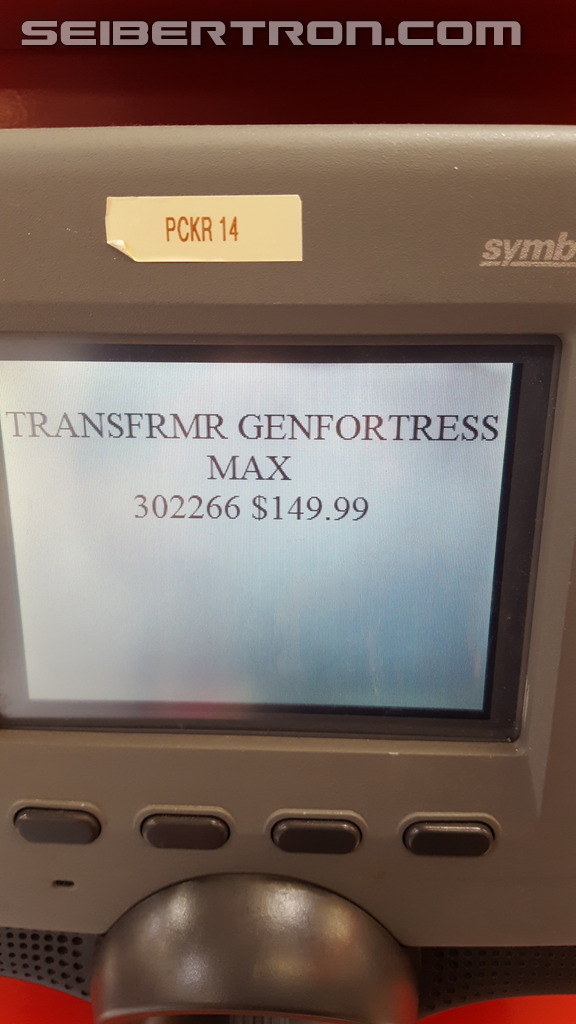 SEIBERTRON.COM
PCKR 14
symb
TRANSFRMR GENFORTRESS
MAX
302266 $149.99